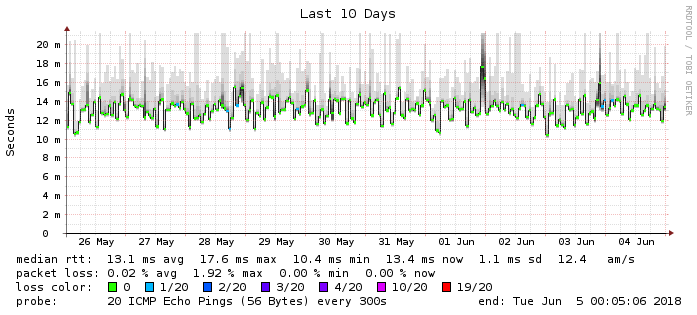 Last 10 Days
RRDTOOL / TOBI OETIKER
Seconds
20 m
18 m
16 m
14 m
12 m
10 m
8 m
6 m
4 m
2 m
0
26 May 27 May 28 May 29 May 30 May 31 May 01 Jun 02 Jun 03 Jun 04 Jun
median rtt: 13.1 ms avg 17.6 ms max 10.4 ms min 13.4 ms now 1.1 ms sd 12.4 am/s
packet loss: 0.02 % avg 1.92 % max 0.00 % min 0.00 % now
loss color: 0 1/20 2/20 3/20 4/20 10/20 19/20
probe: 20 ICMP Echo Pings (56 Bytes) every 300s end: Tue Jun 5 00:05:06 2018